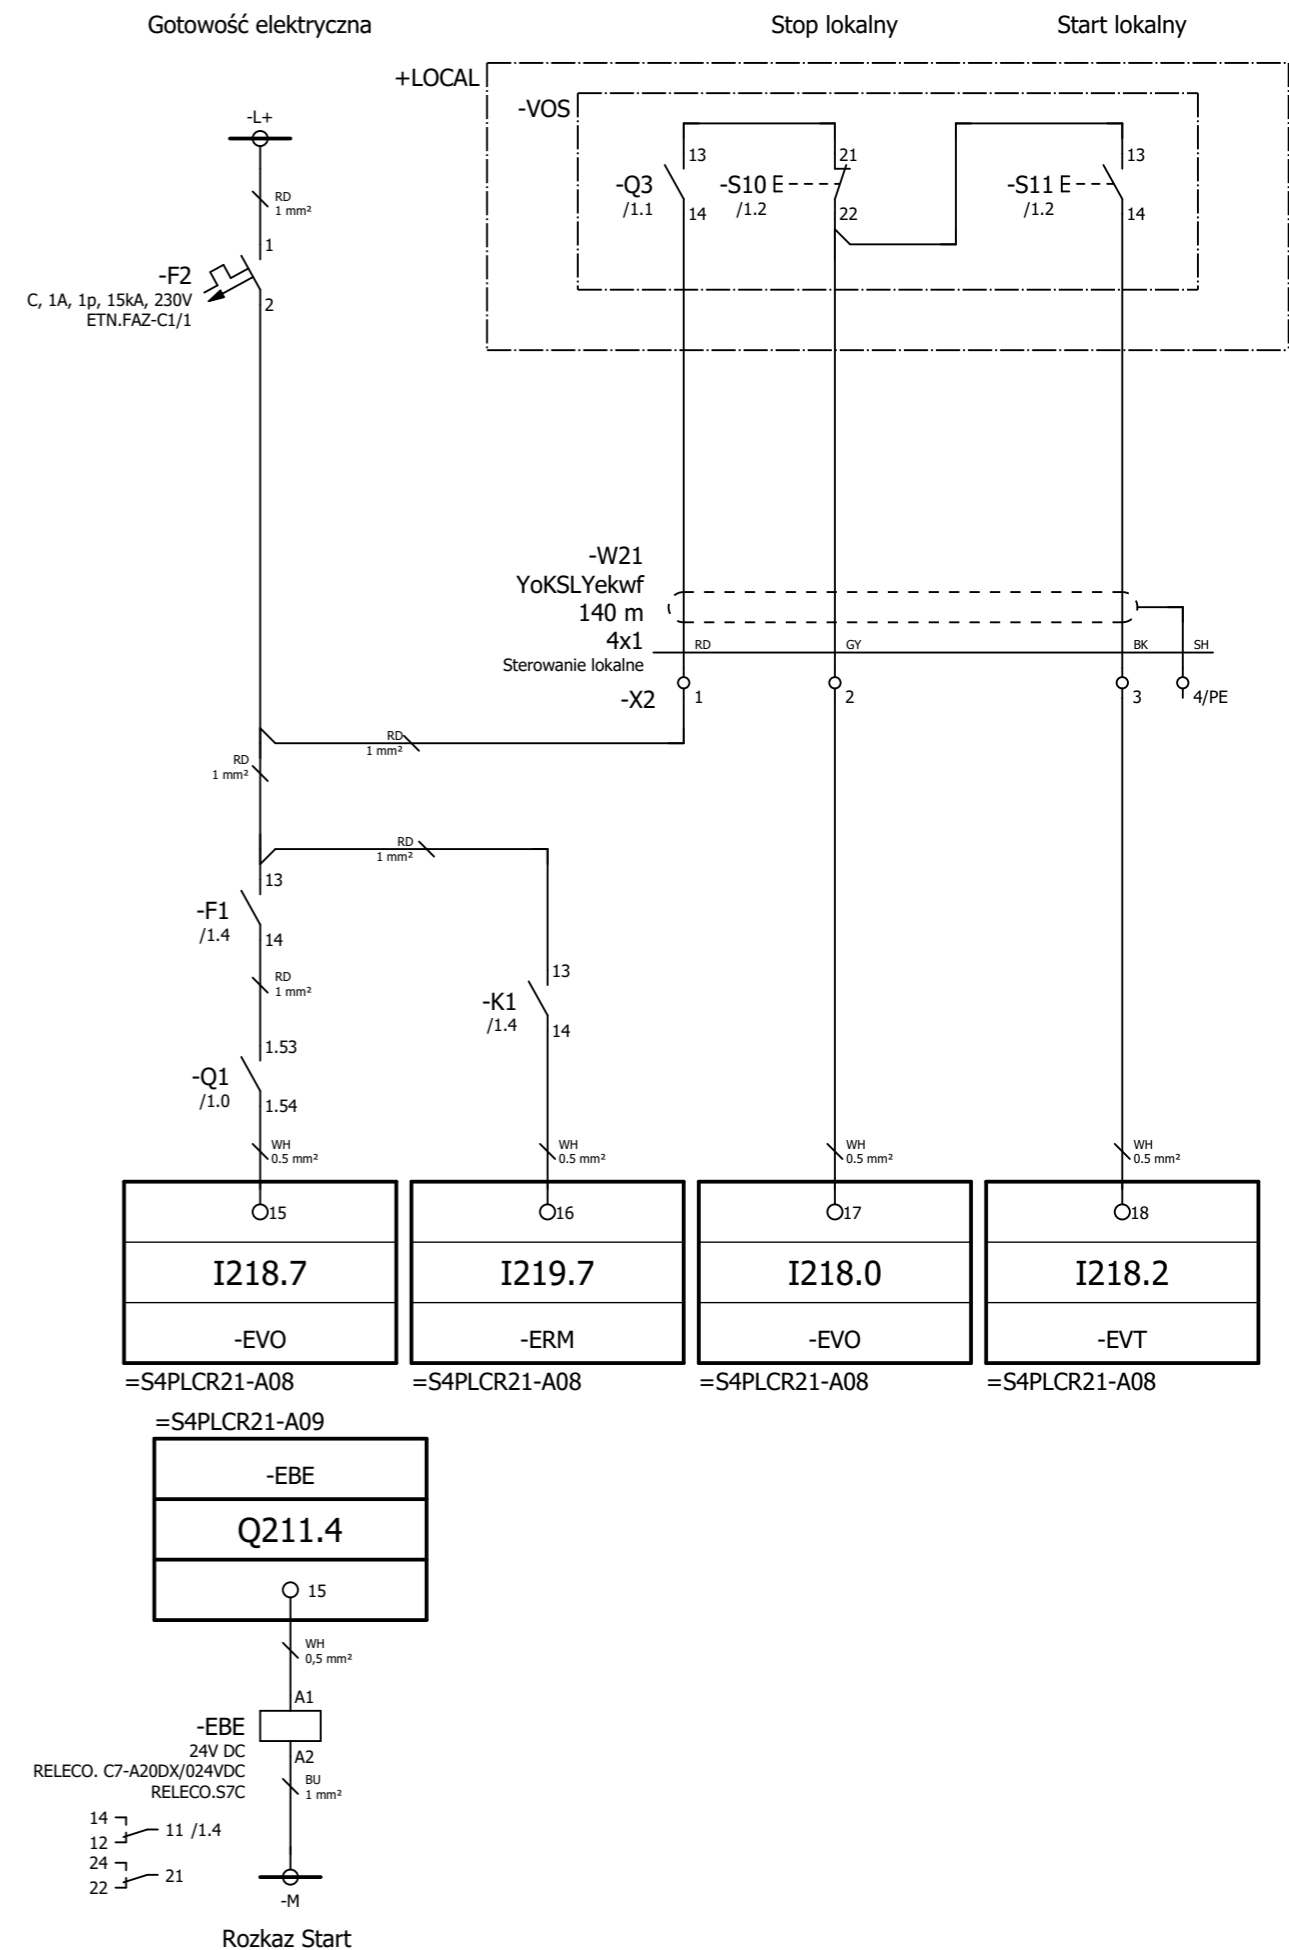 Gotowość elektryczna
Stop lokalny
Start lokalny
+LOCAL
-VOS
-L+
RD
1 mm²
1
-F2
C, 1A, 1p, 15kA, 230V
ETN.FAZ-C1/1
2
13
-Q3
/1.1
14
21
-S10 E
/1.2
22
13
-S11 E
/1.2
14
-W21
YoKSLYekwf
140 m
4x1
Sterowanie lokalne
RD
GY
BK
SH
-X2
1
2
3
4/PE
RD
1 mm²
RD
1 mm²
RD
1 mm²
13
-F1
/1.4
14
RD
1 mm²
13
-K1
/1.4
14
1.53
-Q1
/1.0
1.54
WH
0.5 mm²
WH
0.5 mm²
WH
0.5 mm²
WH
0.5 mm²
15
16
17
18
I218.7
I219.7
I218.0
I218.2
-EVO
-ERM
-EVO
-EVT
=S4PLCR21-A08
=S4PLCR21-A08
=S4PLCR21-A08
=S4PLCR21-A08
=S4PLCR21-A09
-EBE
Q211.4
15
WH
0,5 mm²
A1
-EBE
24V DC
RELECO. C7-A20DX/024VDC
RELECO.S7C
A2
BU
1 mm²
14
12
11 /1.4
24
22
21
-M
Rozkaz Start